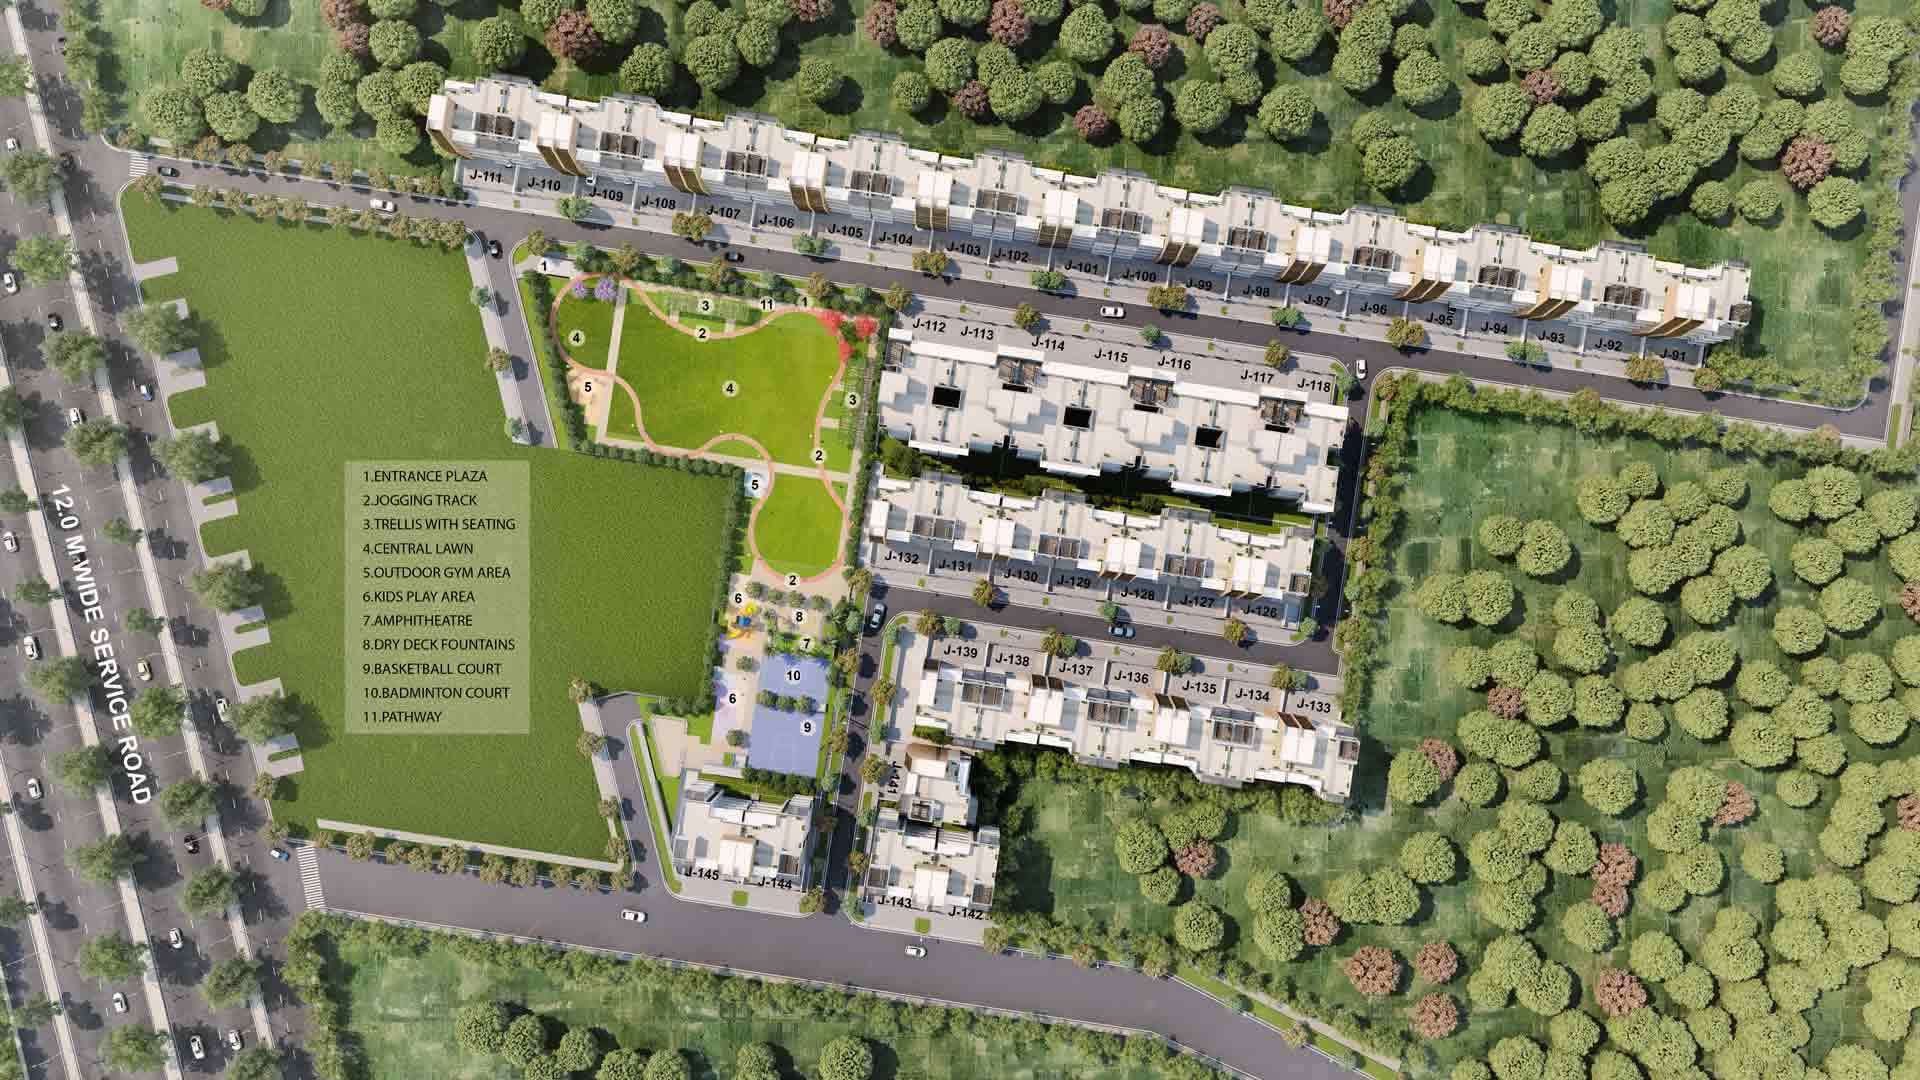 J-111
J-110
J-109
J-108
J-107
J-106
J-105
J-104
J-103
J-102
J-101
J-100
J-99
J-98
J-97
J-96
J-95
J-94
J-93
J-92
J-91
1
3
11
1
2
4
4
5
3
2
5
2
6
8
7
10
6
9
J-112
J-113
J-114
J-115
J-116
J-117
J-118
1.ENTRANCE PLAZA
2.JOGGING TRACK
3.TRELLIS WITH SEATING
4.CENTRAL LAWN
5.OUTDOOR GYM AREA
6.KIDS PLAY AREA
7.AMPHITHEATRE
8.DRY DECK FOUNTAINS
9.BASKETBALL COURT
10.BADMINTON COURT
11.PATHWAY
12.0 M WIDE SERVICE ROAD
J-132
J-131
J-130
J-129
J-128
J-127
J-126
J-139
J-138
J-137
J-136
J-135
J-134
J-133
J-141
J-145
J-144
J-143
J-142